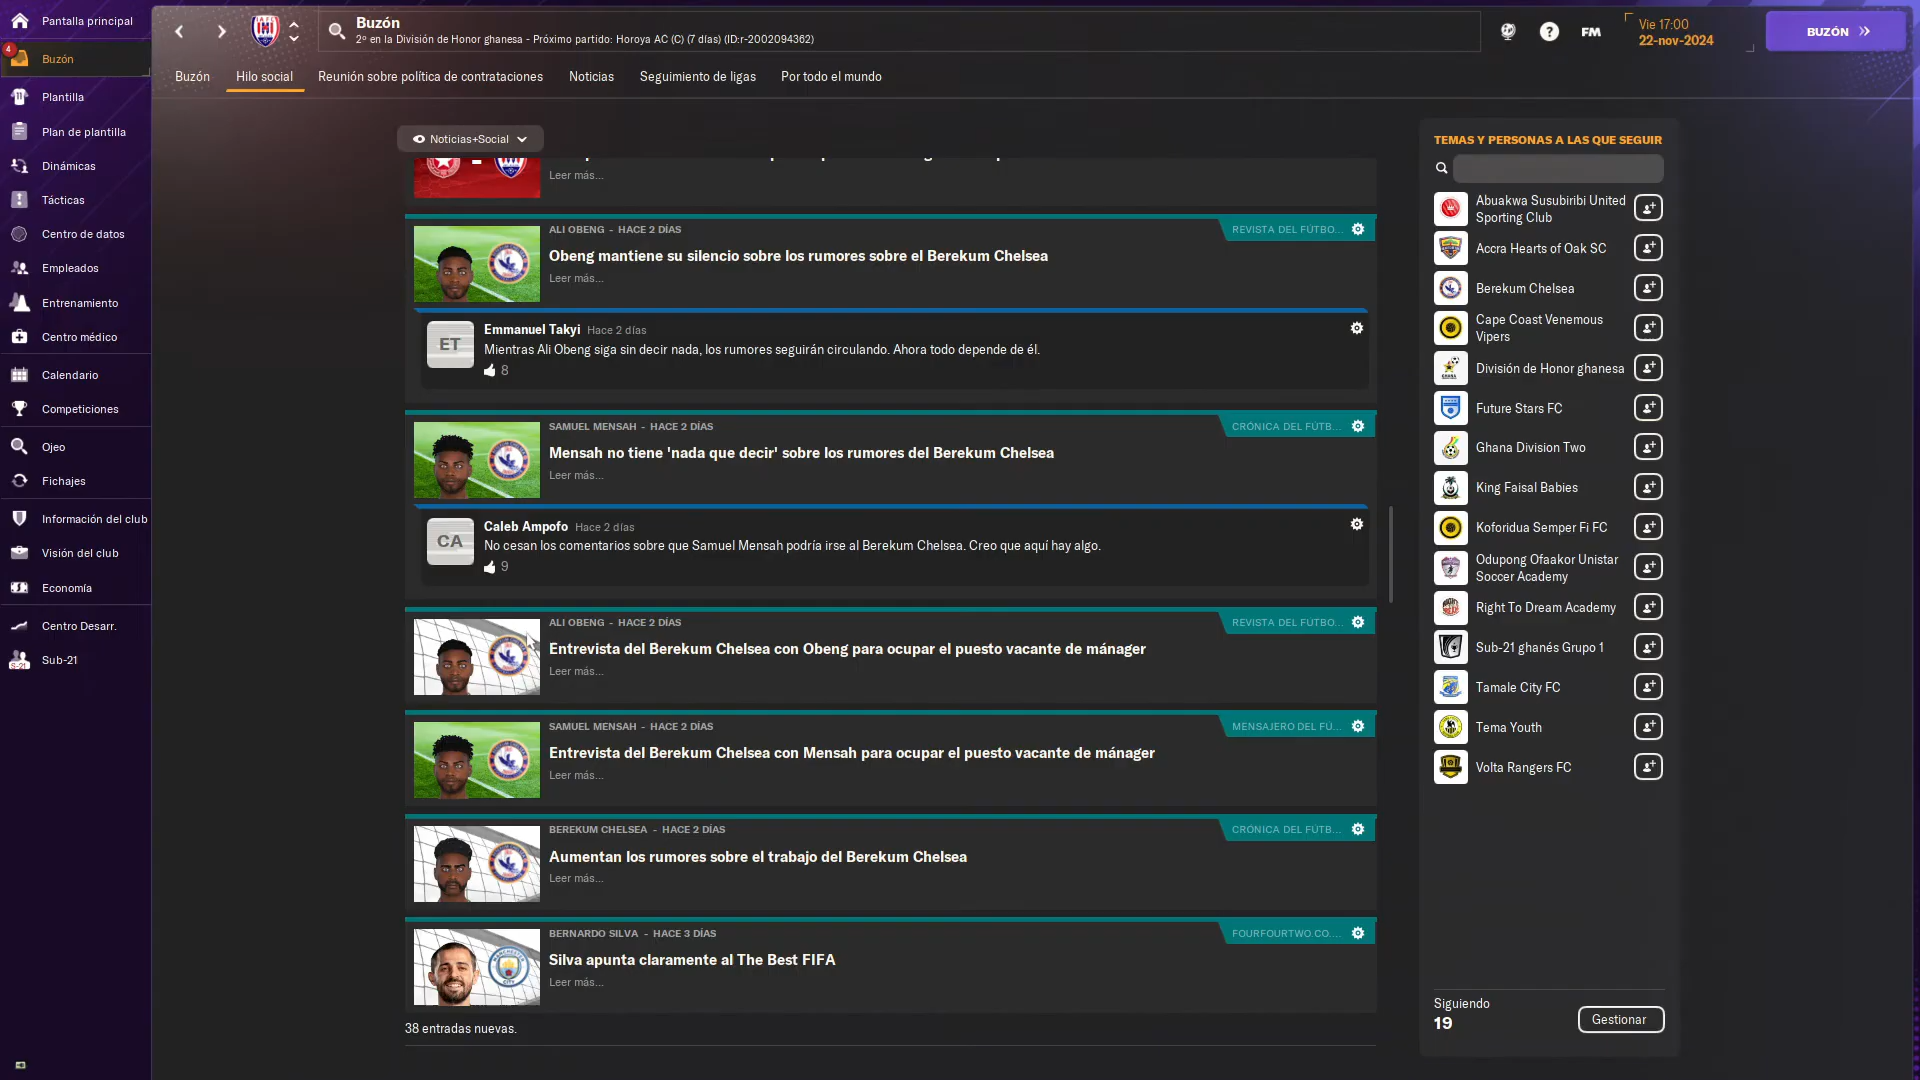 Pantalla principal
4
Buzón
Plantilla
Plan de plantilla
Dinámicas
Tácticas
Centro de datos
Empleados
Entrenamiento
Centro médico
Calendario
Competiciones
Ojeo
Fichajes
Información del club
Visión del club
Economía
Centro Desarr.
S-21
Sub-21
Buzón
2º en la División de Honor ghanesa - Próximo partido: Horoya AC (C) (7 días) (ID:r-2002094362)
FM
Vie 17:00
22-nov-2024
BUZÓN
Buzón
Hilo social
Reunión sobre política de contrataciones
Noticias
Seguimiento de ligas
Por todo el mundo
Noticias+Social
Leer más...
ALI OBENG - HACE 2 DÍAS
REVISTA DEL FÚTBO...
Obeng mantiene su silencio sobre los rumores sobre el Berekum Chelsea
Leer más...
ET
Emmanuel Takyi Hace 2 días
Mientras Ali Obeng siga sin decir nada, los rumores seguirán circulando. Ahora todo depende de él.
8
SAMUEL MENSAH - HACE 2 DÍAS
CRÓNICA DEL FÚTB...
Mensah no tiene 'nada que decir' sobre los rumores del Berekum Chelsea
Leer más...
CA
Caleb Ampofo Hace 2 días
No cesan los comentarios sobre que Samuel Mensah podría irse al Berekum Chelsea. Creo que aquí hay algo.
9
ALI OBENG - HACE 2 DÍAS
REVISTA DEL FÚTBO...
Entrevista del Berekum Chelsea con Obeng para ocupar el puesto vacante de mánager
Leer más...
SAMUEL MENSAH - HACE 2 DÍAS
MENSAJERO DEL FÚ...
Entrevista del Berekum Chelsea con Mensah para ocupar el puesto vacante de mánager
Leer más...
BEREKUM CHELSEA - HACE 2 DÍAS
CRÓNICA DEL FÚTB...
Aumentan los rumores sobre el trabajo del Berekum Chelsea
Leer más...
BERNARDO SILVA - HACE 3 DÍAS
FOURFOURTWO.CO....
Silva apunta claramente al The Best FIFA
Leer más...
38 entradas nuevas.
TEMAS Y PERSONAS A LAS QUE SEGUIR
Abuakwa Susubiribi United
Sporting Club
Accra Hearts of Oak SC
Berekum Chelsea
Cape Coast Venemous
Vipers
División de Honor ghanesa
Future Stars FC
Ghana Division Two
King Faisal Babies
Koforidua Semper Fi FC
Odupong Ofaakor Unistar
Soccer Academy
Right To Dream Academy
Sub-21 ghanés Grupo 1
Tamale City FC
Tema Youth
Volta Rangers FC
Siguiendo
19
Gestionar